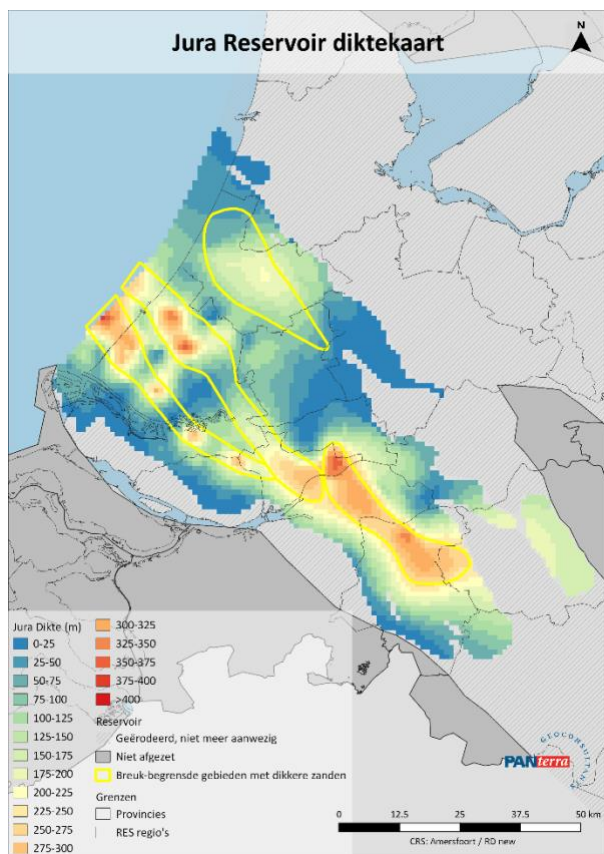 Jura Reservoir diktekaart
N
Jura Dikte (m)
0-25
25-50
50-75
75-100
100-125
125-150
150-175
175-200
200-225
225-250
250-275
275-300
300-325
325-350
350-375
375-400
>400
Reservoir
Geërodeerd, niet meer aanwezig
Niet afgezet
Breuk-begrensde gebieden met dikkere zanden
Grenzen
Provincies
RES regio's
PANterra
GEOCONSULTANTS
0 12.5 25 37.5 50 km
CRS: Amersfoort / RD new